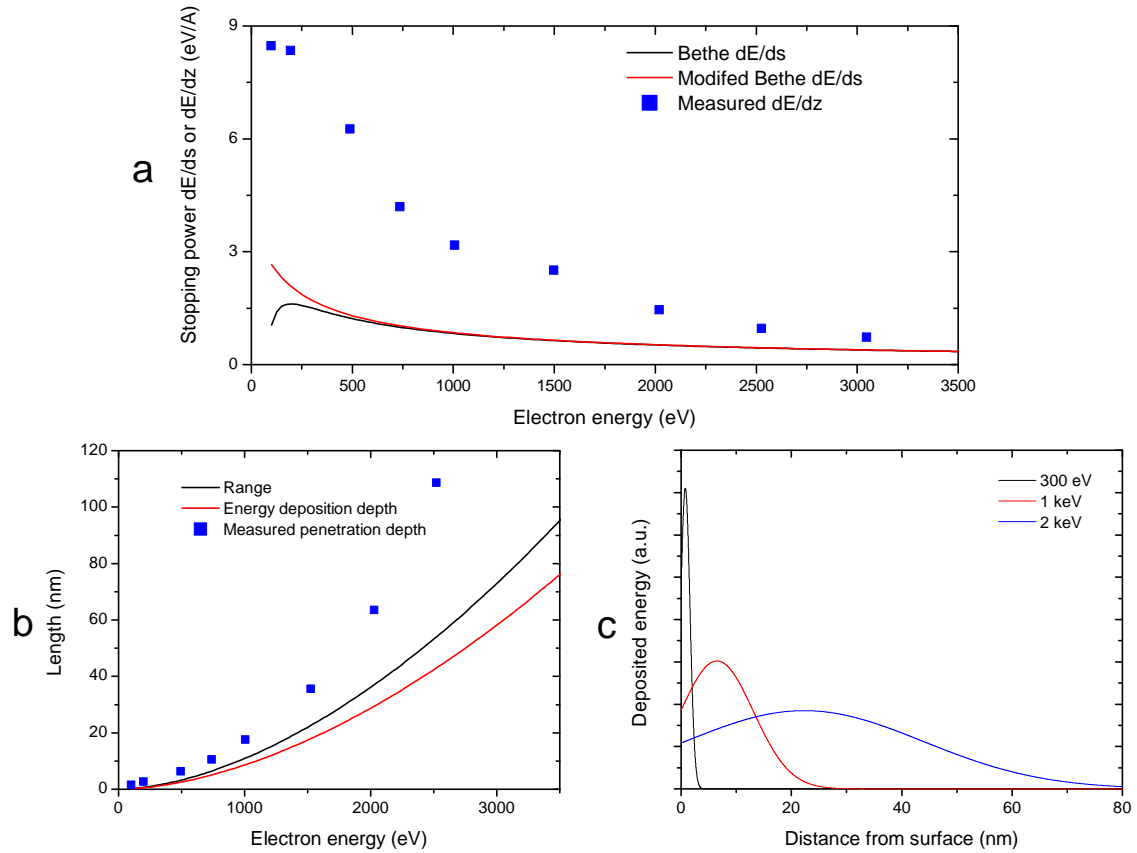 a
Stopping power dE/ds or dE/dz (eV/A)
9
6
3
0
Bethe dE/ds
Modifed Bethe dE/ds
Measured dE/dz
0 500 1000 1500 2000 2500 3000 3500
Electron energy (eV)
b
Length (nm)
120
100
80
60
40
20
0
Range
Energy deposition depth
Measured penetration depth
0 1000 2000 3000
Electron energy (eV)
c
Deposited energy (a.u.)
300 eV
1 keV
2 keV
0 20 40 60 80
Distance from surface (nm)